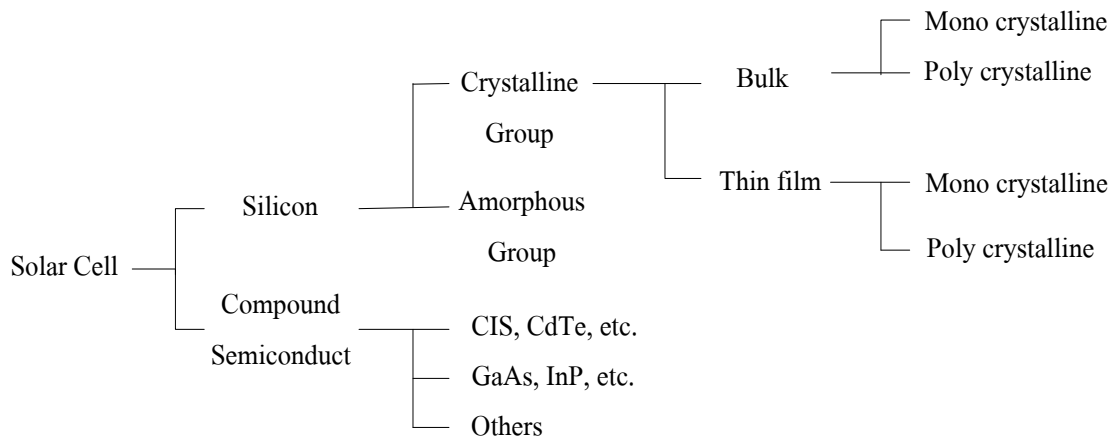 Mono crystalline
Crystalline
Group
Bulk
Poly crystalline
Thin film
Mono crystalline
Poly crystalline
Silicon
Amorphous
Group
Solar Cell
Compound
Semiconduct
CIS, CdTe, etc.
GaAs, InP, etc.
Others